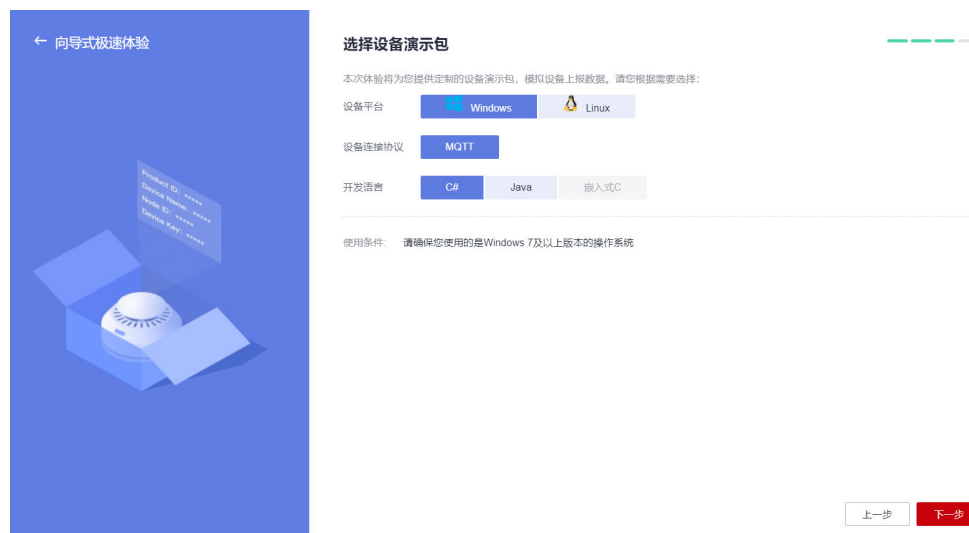 ← 向导式极速体验
选择设备演示包
本次体验将为您提供定制的设备演示包，模拟设备上报数据。请您根据需要选择：
设备平台 Windows Linux
设备连接协议 MQTT
开发语言 C# Java 嵌入式C
使用条件： 请确保您使用的是Windows 7及以上版本的操作系统
Product ID: *****
Device Name: *****
Node ID: *****
Device Key: *****
上一步 下一步